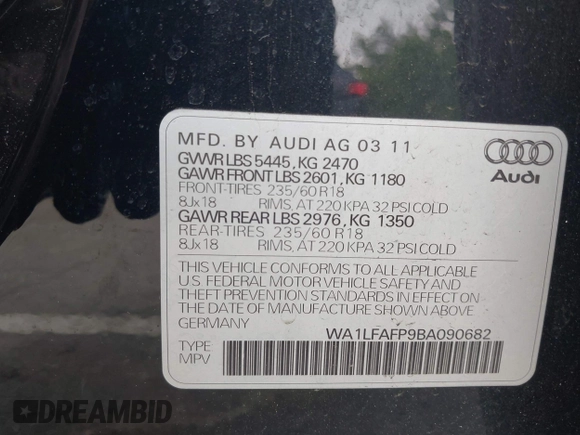 MFD. BY AUDI AG 03 11
GVWR LBS 5445, KG 2470
GAWR FRONT LBS 2601, KG 1180
FRONT-TIRES 235/60 R18
8Jx18 RIMS, AT 220 KPA 32 PSI COLD
GAWR REAR LBS 2976, KG 1350
REAR-TIRES 235/60 R18
8Jx18 RIMS, AT 220 KPA 32 PSI COLD
Audi
THIS VEHICLE CONFORMS TO ALL APPLICABLE
U.S. FEDERAL MOTOR VEHICLE SAFETY AND
THEFT PREVENTION STANDARDS IN EFFECT ON
THE DATE OF MANUFACTURE SHOWN ABOVE
GERMANY
WA1LFAFP9BA090682
TYPE
MPV
DREAMBID